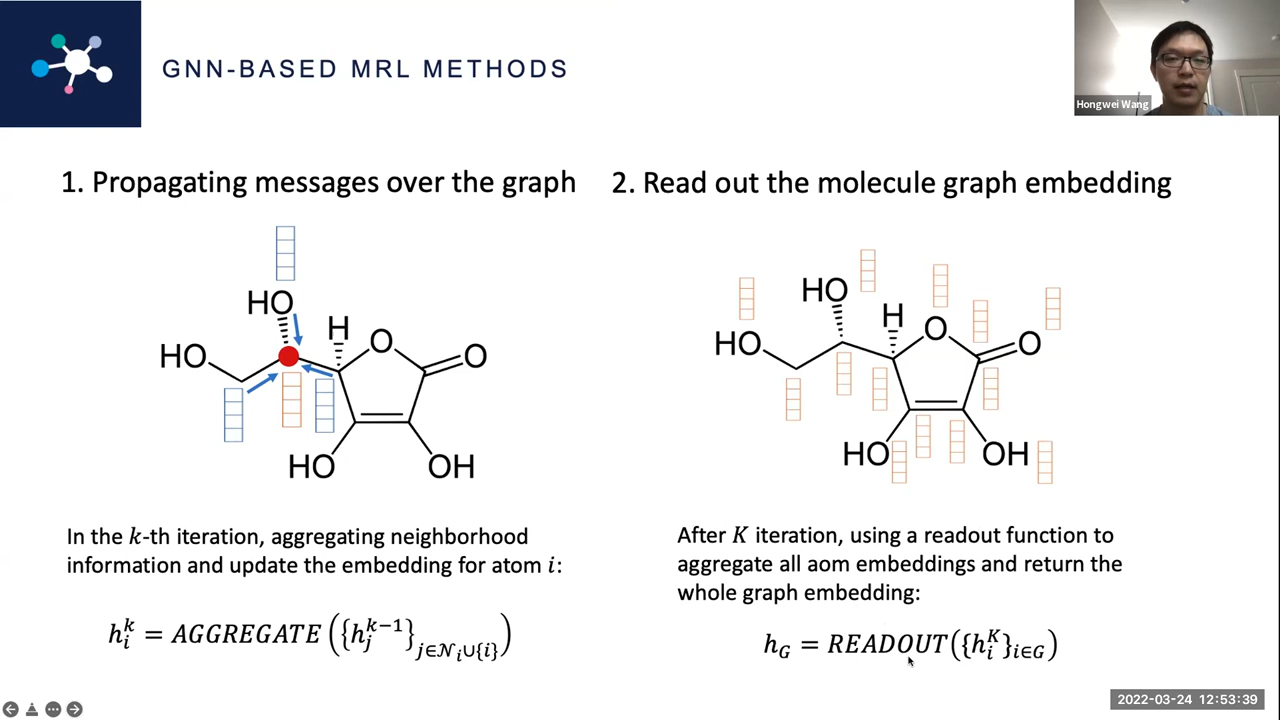 GNN-BASED MRL METHODS
Hongwei Wang
1. Propagating messages over the graph
HO
HO
H
O
O
HO
OH
In the k-th iteration, aggregating neighborhood
information and update the embedding for atom i:
h_i^k = AGGREGATE ({h_j^{k−1}}_{j∈𝒩_i∪{i}})
2. Read out the molecule graph embedding
HO
HO
H
O
O
HO
OH
After K iteration, using a readout function to
aggregate all aom embeddings and return the
whole graph embedding:
h_G = READOUT({h_i^K}_{i∈G})
2022-03-24 12:53:39